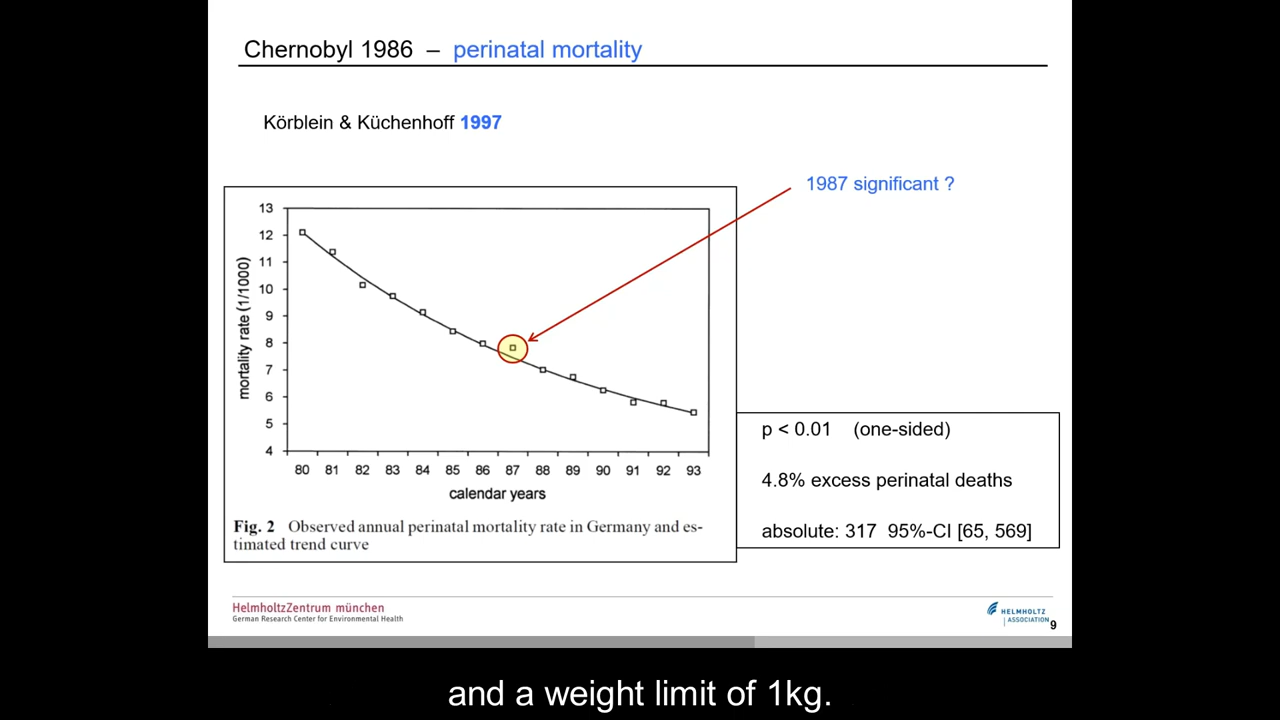 Chernobyl 1986 – perinatal mortality
Körblein & Küchenhoff 1997
1987 significant ?
13
12
11
10
9
8
7
6
5
4
mortality rate (1/1000)
80 81 82 83 84 85 86 87 88 89 90 91 92 93
calendar years
Fig. 2 Observed annual perinatal mortality rate in Germany and es-
timated trend curve
p < 0.01 (one-sided)
4.8% excess perinatal deaths
absolute: 317 95%-CI [65, 569]
HelmholtzZentrum münchen
German Research Center for Environmental Health
HELMHOLTZ
| ASSOCIATION
9
and a weight limit of 1kg.